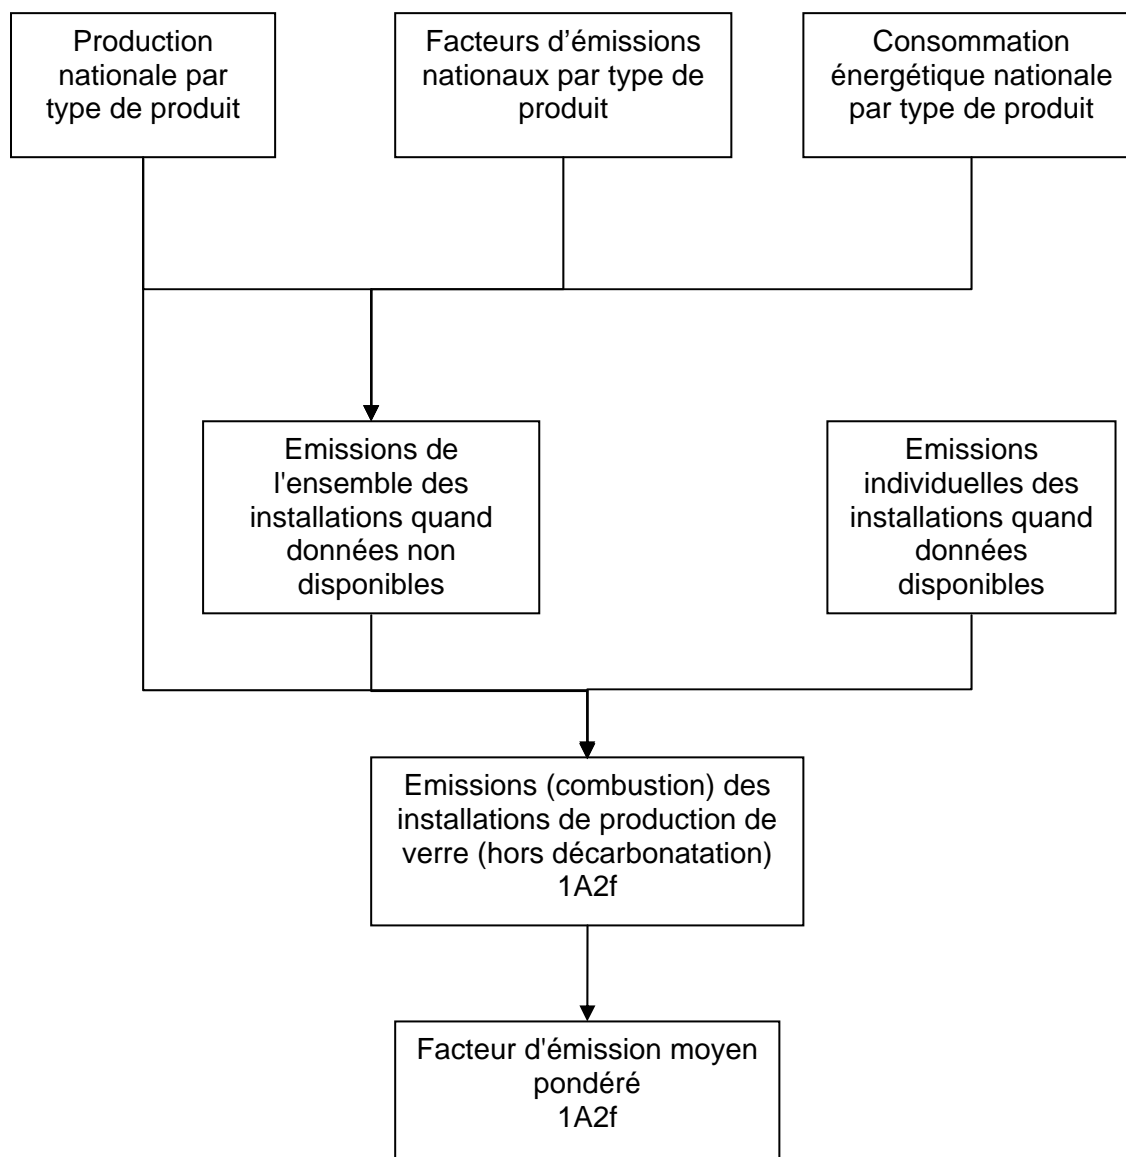 Production
nationale par
type de produit
Facteurs d’émissions
nationaux par type de
produit
Consommation
énergétique nationale
par type de produit
Emissions de
l'ensemble des
installations quand
données non
disponibles
Emissions
individuelles des
installations quand
données
disponibles
Emissions (combustion) des
installations de production de
verre (hors décarbonatation)
1A2f
Facteur d'émission moyen
pondéré
1A2f